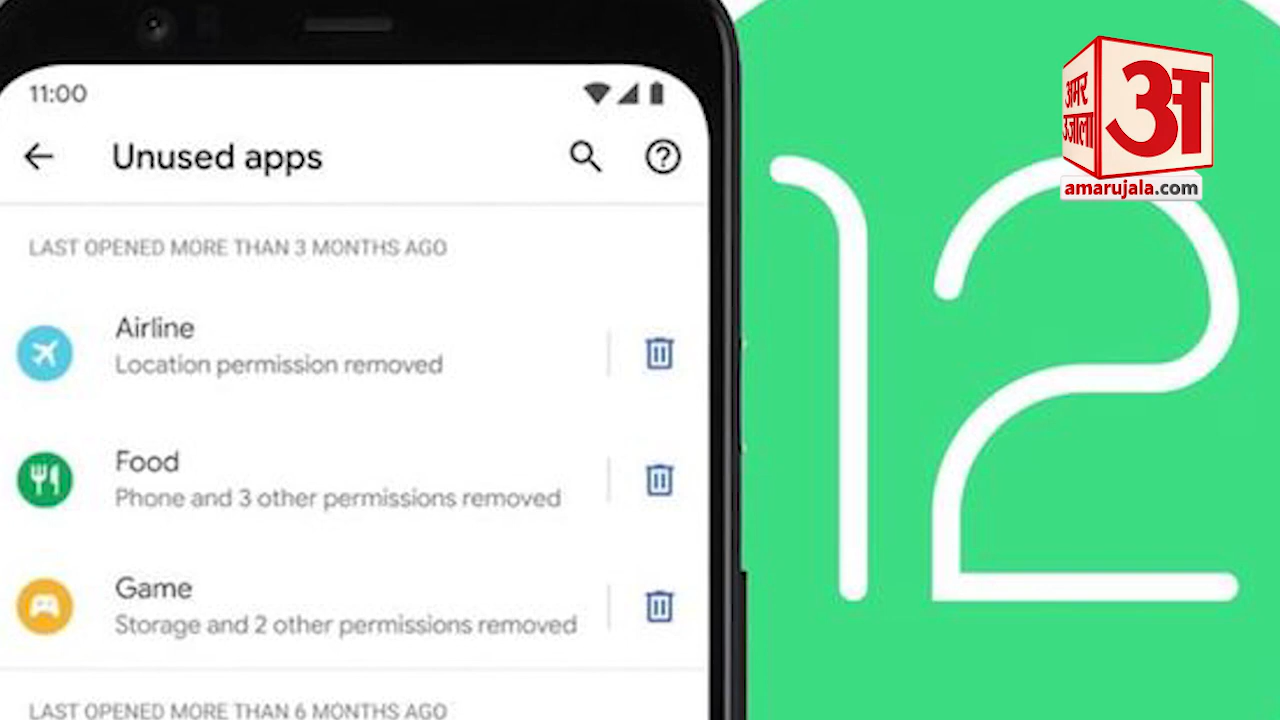 11:00
Unused apps
LAST OPENED MORE THAN 3 MONTHS AGO
Airline
Location permission removed
Food
Phone and 3 other permissions removed
Game
Storage and 2 other permissions removed
LAST OPENED MORE THAN 6 MONTHS AGO
12
अमर
उजाला
अ
amarujala.com